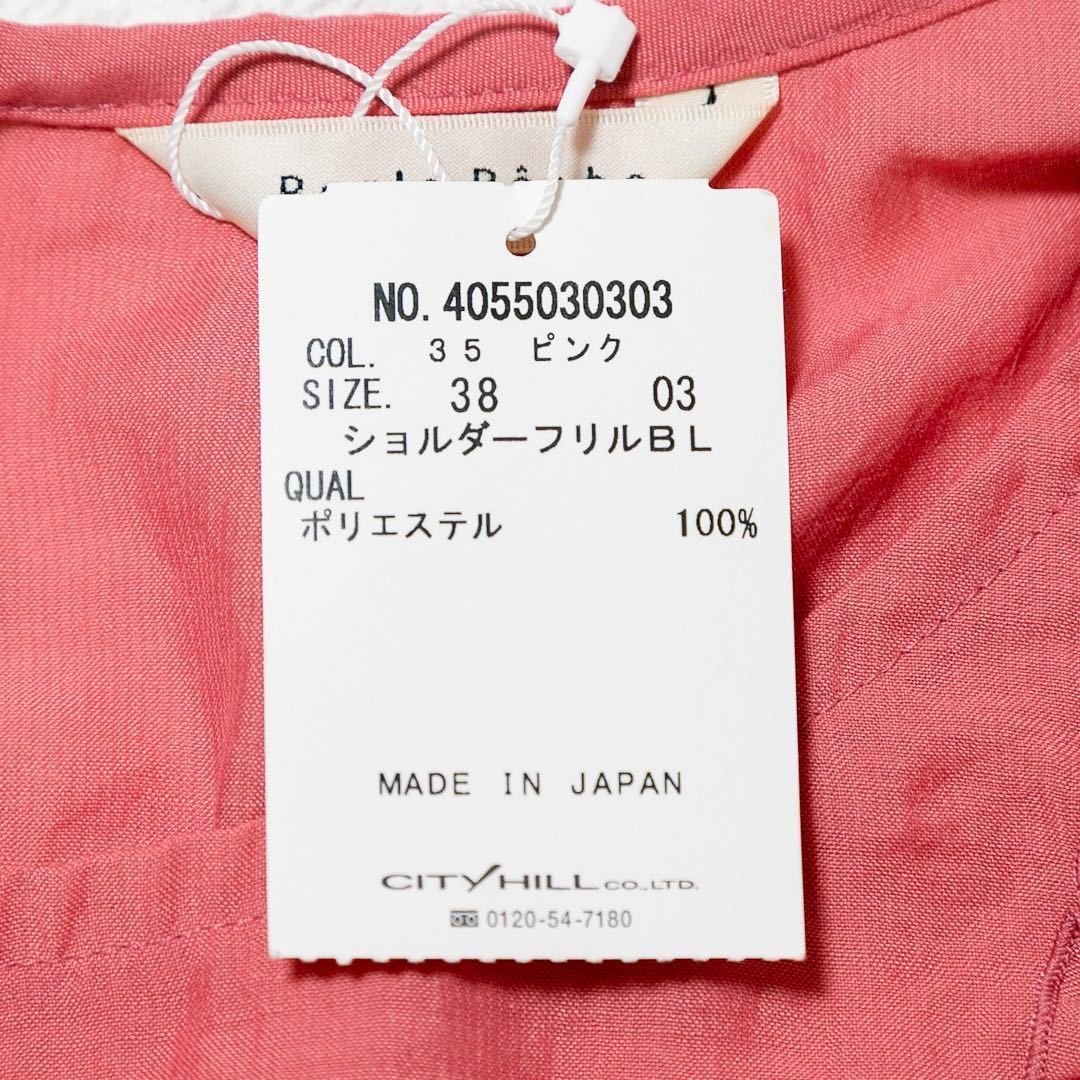 NO. 4055030303
COL. 35 ピンク
SIZE. 38 03
ショルダーフリルBL
QUAL
ポリエステル 100%
MADE IN JAPAN
CITY HILL CO.,LTD.
0120-54-7180